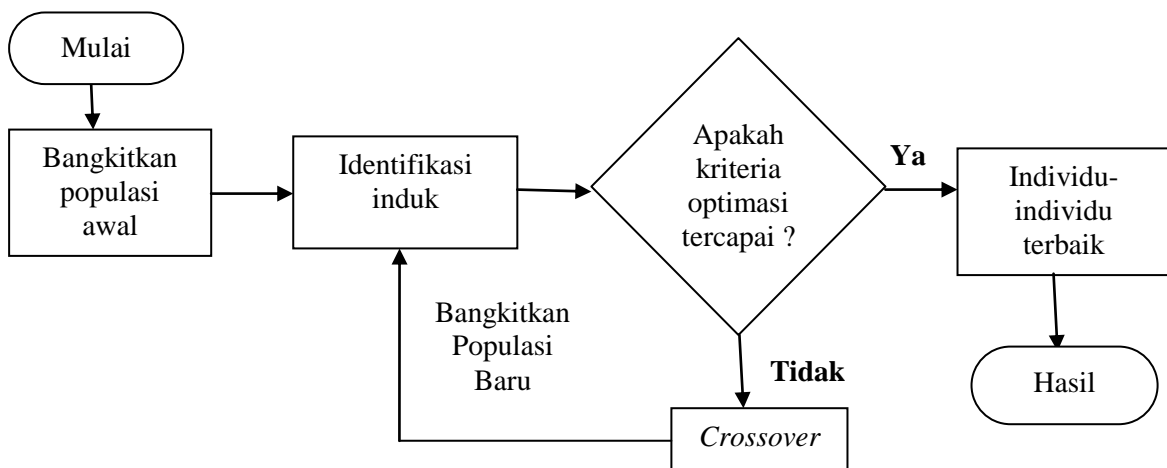 Mulai
Bangkitkan
populasi
awal
Identifikasi
induk
Apakah
kriteria
optimasi
tercapai ?
Ya
Individu-
individu
terbaik
Bangkitkan
Populasi
Baru
Tidak
Crossover
Hasil